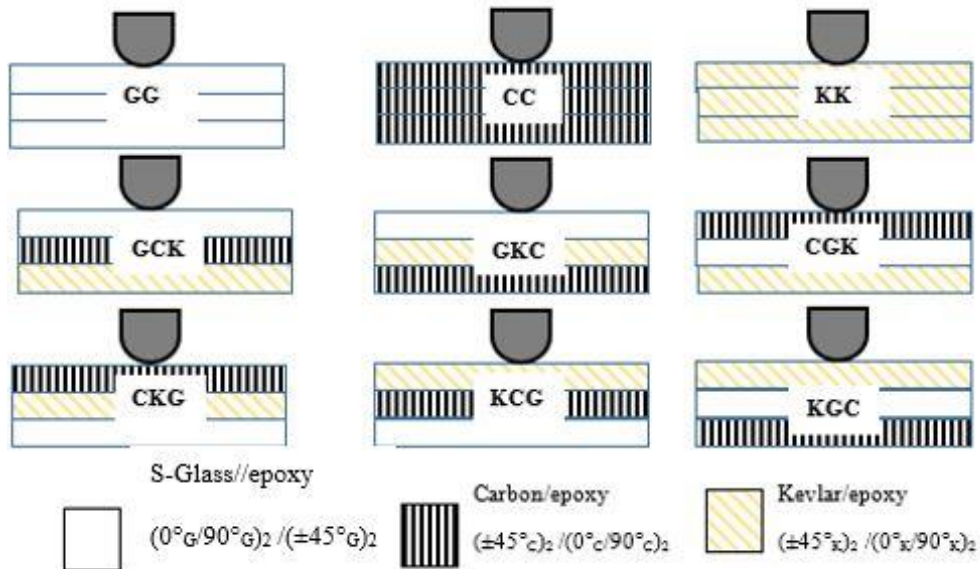 GG
CC
KK
GCK
GKC
CGK
CKG
KCG
KGC
S-Glass//epoxy
(0°G/90°G)2 /(±45°G)2
Carbon/epoxy
(±45°C)2 /(0°C/90°C)2
Kevlar/epoxy
(±45°K)2 /(0°K/90°K)2